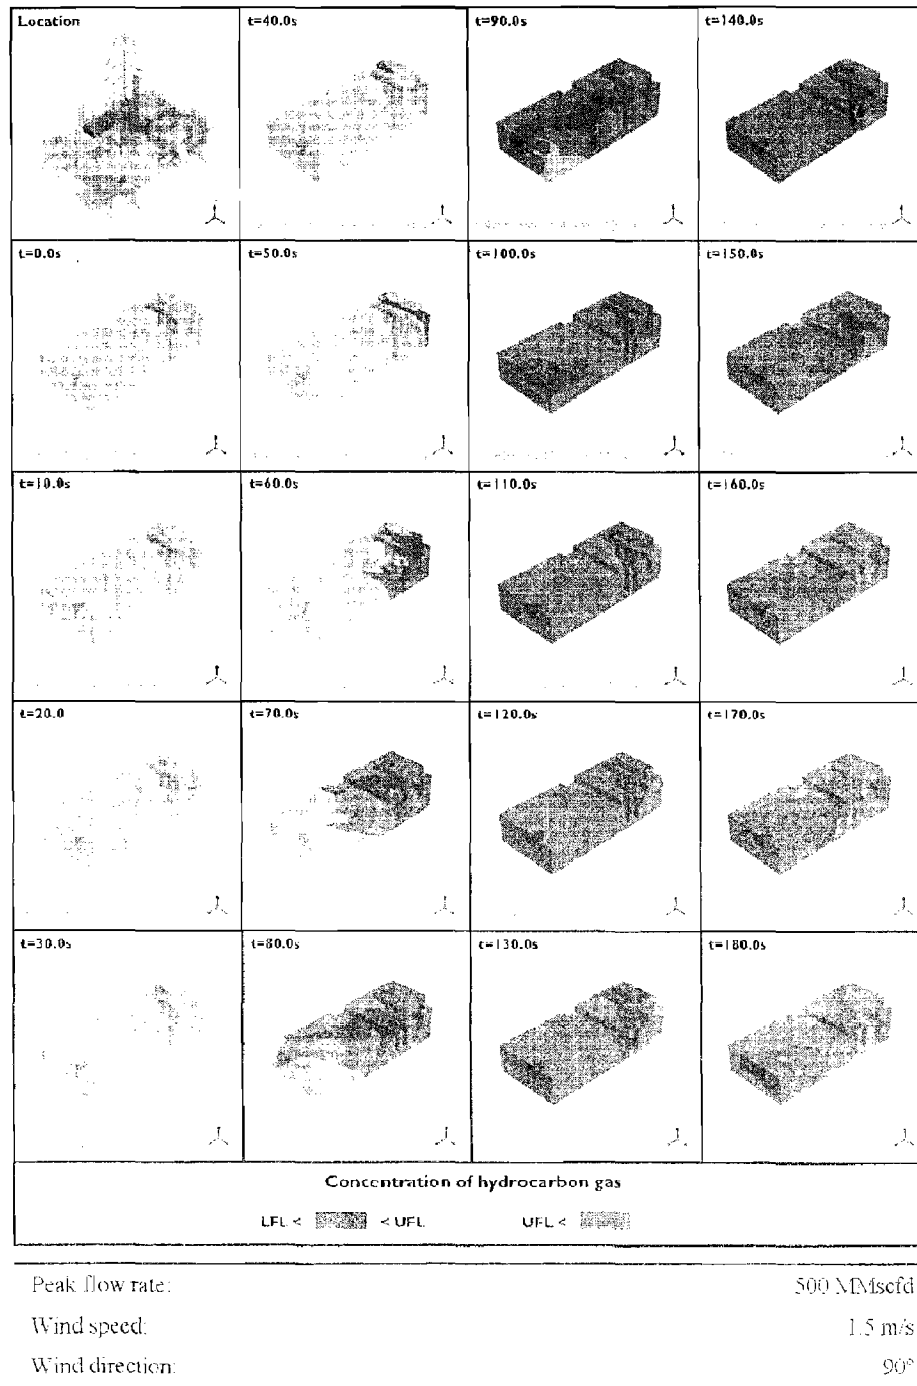 Location t=40.0s t=90.0s t=140.0s
t=0.0s t=50.0s t=100.0s t=150.0s
t=10.0s t=60.0s t=110.0s t=160.0s
t=20.0 t=70.0s t=120.0s t=170.0s
t=30.0s t=80.0s t=130.0s t=180.0s
Concentration of hydrocarbon gas
LFL < < UFL UFL <
Peak flow rate: 500 MMscfd
Wind speed: 1.5 m/s
Wind direction: 90°